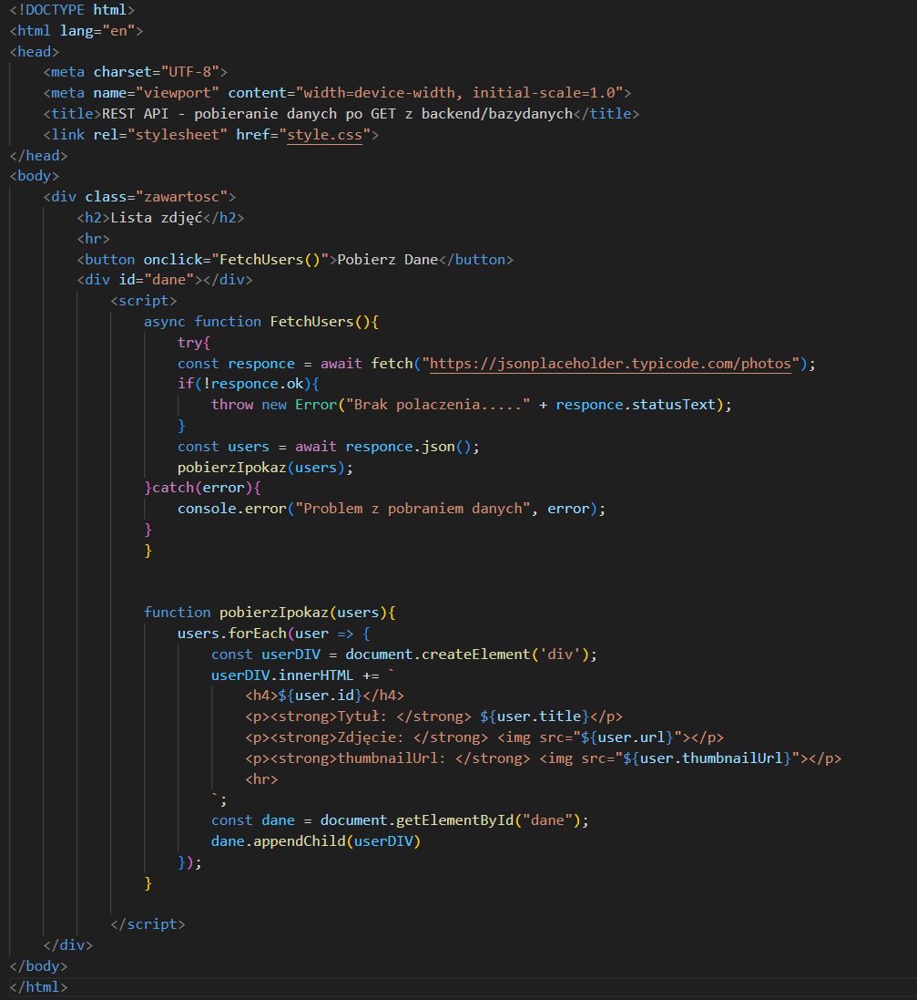 <!DOCTYPE html>
<html lang="en">
<head>
    <meta charset="UTF-8">
    <meta name="viewport" content="width=device-width, initial-scale=1.0">
    <title>REST API - pobieranie danych po GET z backend/bazydanych</title>
    <link rel="stylesheet" href="style.css">
</head>
<body>
    <div class="zawartosc">
        <h2>Lista zdjęć</h2>
        <hr>
        <button onclick="FetchUsers()">Pobierz Dane</button>
        <div id="dane"></div>
            <script>
                async function FetchUsers(){
                    try{
                    const responce = await fetch("https://jsonplaceholder.typicode.com/photos");
                    if(!responce.ok){
                        throw new Error("Brak polaczenia....." + responce.statusText);
                    }
                    const users = await responce.json();
                    pobierzIpokaz(users);
                }catch(error){
                    console.error("Problem z pobraniem danych", error);
                }
                }
                function pobierzIpokaz(users){
                    users.forEach(user => {
                        const userDIV = document.createElement('div');
                        userDIV.innerHTML += `
                            <h4>${user.id}</h4>
                            <p><strong>Tytuł: </strong> ${user.title}</p>
                            <p><strong>Zdjęcie: </strong> <img src="${user.url}"></p>
                            <p><strong>thumbnailUrl: </strong> <img src="${user.thumbnailUrl}"></p>
                            <hr>
                        `;
                        const dane = document.getElementById("dane");
                        dane.appendChild(userDIV)
                    });
                }
            </script>
    </div>
</body>
</html>